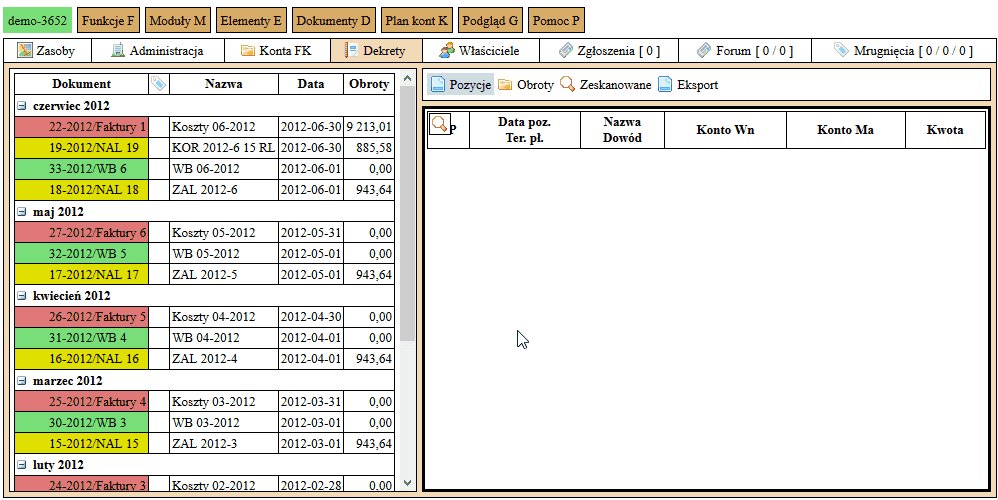 demo-3652 Funkcje F Moduły M Elementy E Dokumenty D Plan kont K Podgląd G Pomoc P
Zasoby Administracja Konta FK Dekrety Właściciele Zgłoszenia [ 0 ] Forum [ 0 / 0 ] Mrugnięcia [ 0 / 0 / 0 ]
Dokument Nazwa Data Obroty
czerwiec 2012
22-2012/Faktury 1 Koszty 06-2012 2012-06-30 9 213,01
19-2012/NAL 19 KOR 2012-6 15 RL 2012-06-30 885,58
33-2012/WB 6 WB 06-2012 2012-06-01 0,00
18-2012/NAL 18 ZAL 2012-6 2012-06-01 943,64
maj 2012
27-2012/Faktury 6 Koszty 05-2012 2012-05-31 0,00
32-2012/WB 5 WB 05-2012 2012-05-01 0,00
17-2012/NAL 17 ZAL 2012-5 2012-05-01 943,64
kwiecień 2012
26-2012/Faktury 5 Koszty 04-2012 2012-04-30 0,00
31-2012/WB 4 WB 04-2012 2012-04-01 0,00
16-2012/NAL 16 ZAL 2012-4 2012-04-01 943,64
marzec 2012
25-2012/Faktury 4 Koszty 03-2012 2012-03-31 0,00
30-2012/WB 3 WB 03-2012 2012-03-01 0,00
15-2012/NAL 15 ZAL 2012-3 2012-03-01 943,64
luty 2012
24-2012/Faktury 3 Koszty 02-2012 2012-02-28 0,00
Pozycje Obroty Zeskanowane Eksport
P Data poz. Nazwa Konto Wn Konto Ma Kwota
Ter. pł. Dowód